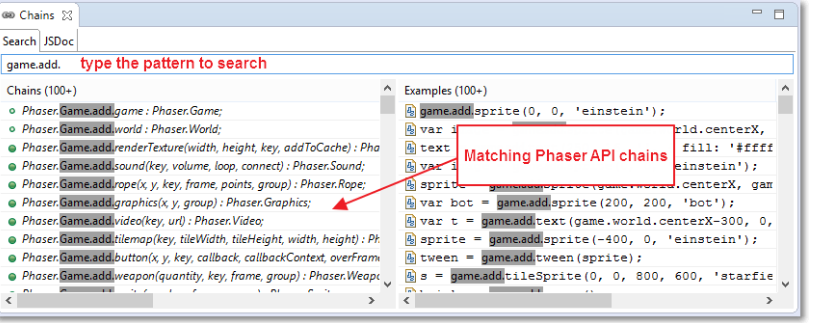 Chains
Search JSDoc
game.add. type the pattern to search
Chains (100+)
Phaser.Game.add.game : Phaser.Game;
Phaser.Game.add.world : Phaser.World;
Phaser.Game.add.renderTexture(width, height, key, addToCache) : Pha
Phaser.Game.add.sound(key, volume, loop, connect) : Phaser.Sound;
Phaser.Game.add.rope(x, y, key, frame, points, group) : Phaser.Rope;
Phaser.Game.add.graphics(x, y, group) : Phaser.Graphics;
Phaser.Game.add.video(key, url) : Phaser.Video;
Phaser.Game.add.tilemap(key, tileWidth, tileHeight, width, height) : Ph
Phaser.Game.add.button(x, y, key, callback, callbackContext, overFram
Phaser.Game.add.weapon(quantity, key, frame, group) : Phaser.Weapo
Examples (100+)
game.add.sprite(0, 0, 'einstein');
var i rld.centerX,
text fill: '#ffff
var i einstein');
sprite = game.add.sprite(game.world.centerX, gam
var bot = game.add.sprite(200, 200, 'bot');
var t = game.add.text(game.world.centerX-300, 0,
sprite = game.add.sprite(-400, 0, 'einstein');
tween = game.add.tween(sprite);
s = game.add.tileSprite(0, 0, 800, 600, 'starfie
Matching Phaser API chains